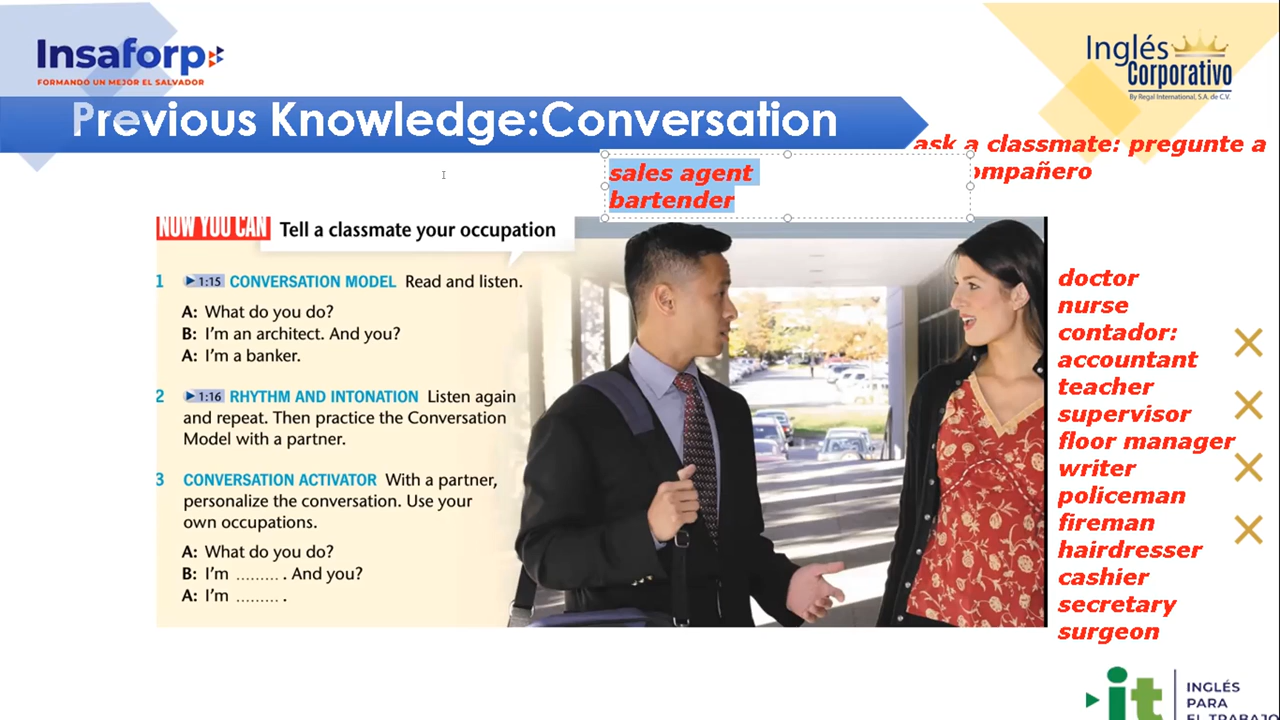 Insaforp
FORMANDO UN MEJOR EL SALVADOR
Inglés
Corporativo
By Regal International, S.A. de C.V.
Previous Knowledge:Conversation
ask a classmate: pregunte a
ompañero
sales agent
bartender
NOW YOU CAN Tell a classmate your occupation
1 1:15 CONVERSATION MODEL Read and listen.
A: What do you do?
B: I'm an architect. And you?
A: I'm a banker.
2 1:16 RHYTHM AND INTONATION Listen again
and repeat. Then practice the Conversation
Model with a partner.
3 CONVERSATION ACTIVATOR With a partner,
personalize the conversation. Use your
own occupations.
A: What do you do?
B: I'm ......... . And you?
A: I'm ......... .
doctor
nurse
contador:
accountant
teacher
supervisor
floor manager
writer
policeman
fireman
hairdresser
cashier
secretary
surgeon
it
INGLÉS
PARA
EL TRABAJO